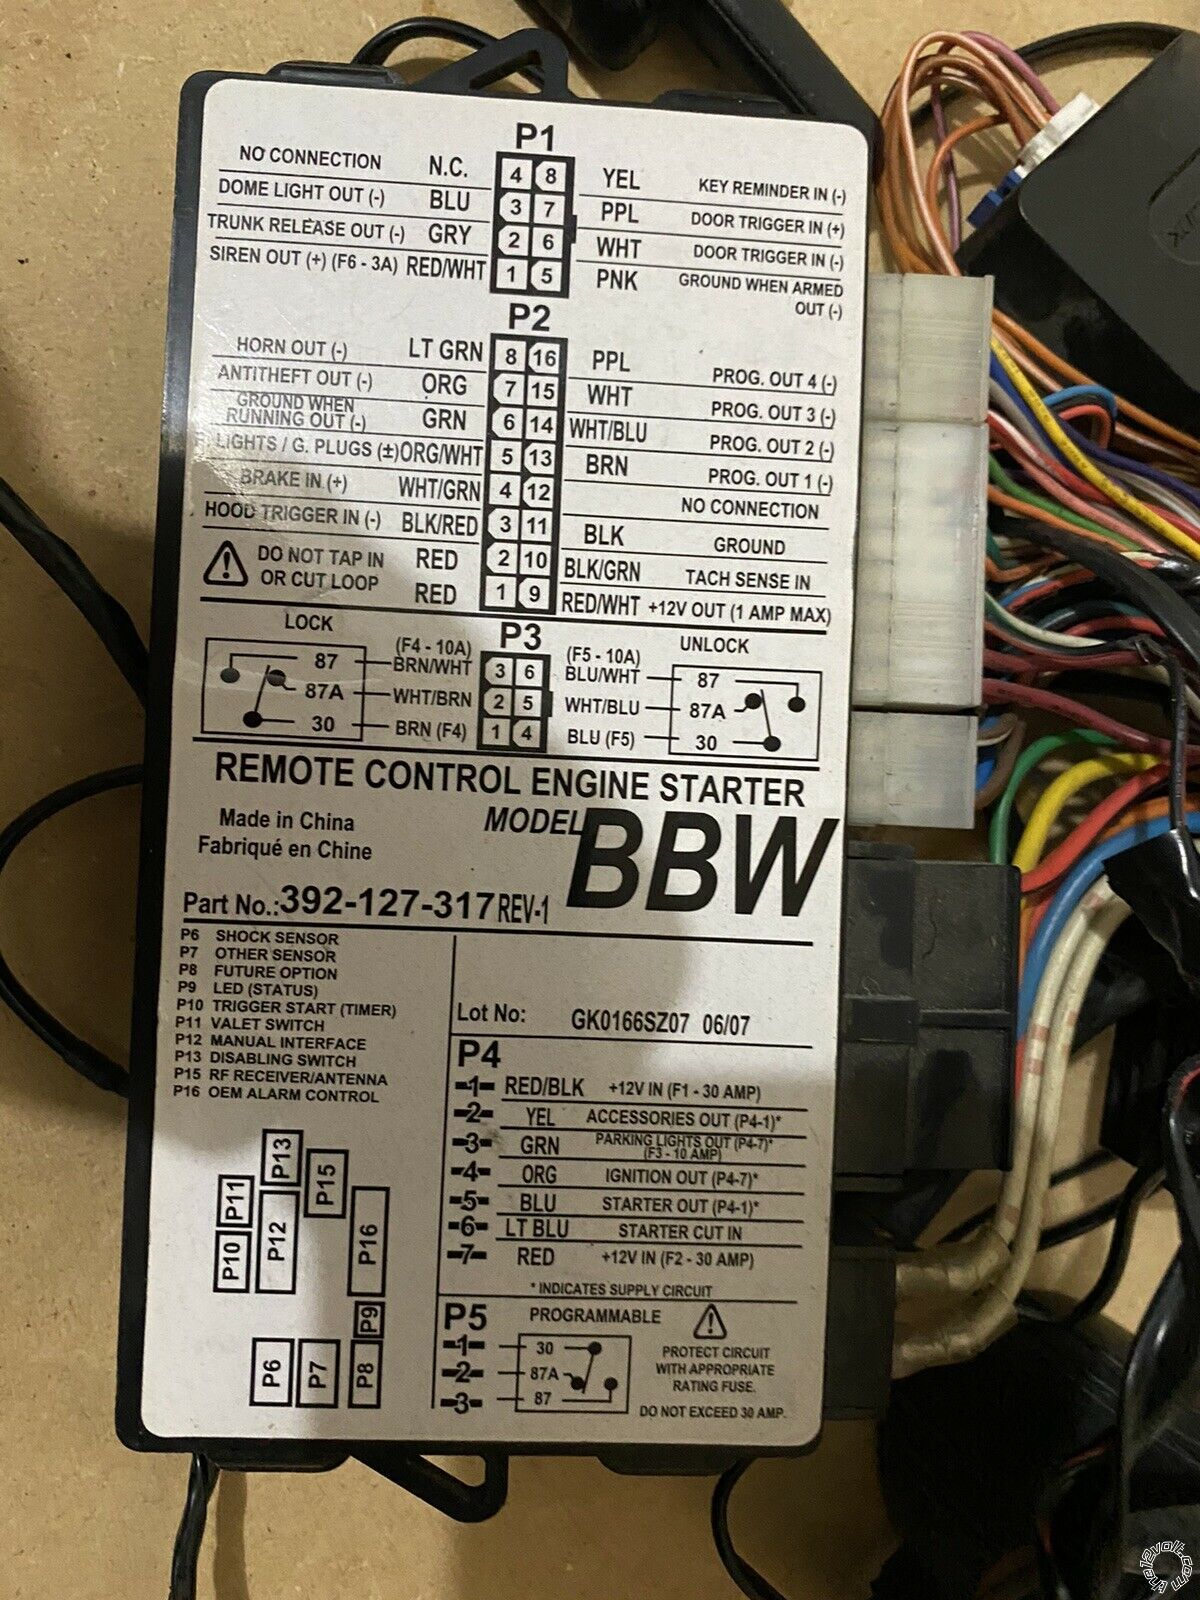 P1
NO CONNECTION N.C. 4 8 YEL KEY REMINDER IN (-)
DOME LIGHT OUT (-) BLU 3 7 PPL DOOR TRIGGER IN (+)
TRUNK RELEASE OUT (-) GRY 2 6 WHT DOOR TRIGGER IN (-)
SIREN OUT (+) (F6 - 3A) RED/WHT 1 5 PNK GROUND WHEN ARMED
OUT (-)
P2
HORN OUT (-) LT GRN 8 16 PPL PROG. OUT 4 (-)
ANTITHEFT OUT (-) ORG 7 15 WHT PROG. OUT 3 (-)
GROUND WHEN
RUNNING OUT (-) GRN 6 14 WHT/BLU PROG. OUT 2 (-)
LIGHTS / G. PLUGS (±) ORG/WHT 5 13 BRN PROG. OUT 1 (-)
BRAKE IN (+) WHT/GRN 4 12 NO CONNECTION
HOOD TRIGGER IN (-) BLK/RED 3 11 BLK GROUND
DO NOT TAP IN RED 2 10 BLK/GRN TACH SENSE IN
OR CUT LOOP RED 1 9 RED/WHT +12V OUT (1 AMP MAX)
LOCK P3 UNLOCK
87 (F4 - 10A) BRN/WHT 3 6 (F5 - 10A) BLU/WHT 87
87A WHT/BRN 2 5 WHT/BLU 87A
30 BRN (F4) 1 4 BLU (F5) 30
REMOTE CONTROL ENGINE STARTER
Made in China
Fabriqué en Chine
MODEL BBW
Part No.: 392-127-317 REV-1
P6 SHOCK SENSOR
P7 OTHER SENSOR
P8 FUTURE OPTION
P9 LED (STATUS)
P10 TRIGGER START (TIMER)
P11 VALET SWITCH
P12 MANUAL INTERFACE
P13 DISABLING SWITCH
P15 RF RECEIVER/ANTENNA
P16 OEM ALARM CONTROL
P13
P15
P11
P12
P16
P10
P9
P6
P7
P8
Lot No: GK0166SZ07 06/07
P4
1 RED/BLK +12V IN (F1 - 30 AMP)
2 YEL ACCESSORIES OUT (P4-1)*
3 GRN PARKING LIGHTS OUT (P4-7)*
(F3 - 10 AMP)
4 ORG IGNITION OUT (P4-7)*
5 BLU STARTER OUT (P4-1)*
6 LT BLU STARTER CUT IN
7 RED +12V IN (F2 - 30 AMP)
* INDICATES SUPPLY CIRCUIT
P5 PROGRAMMABLE
1 30
2 87A
3 87
PROTECT CIRCUIT
WITH APPROPRIATE
RATING FUSE.
DO NOT EXCEED 30 AMP.
the12volt.com